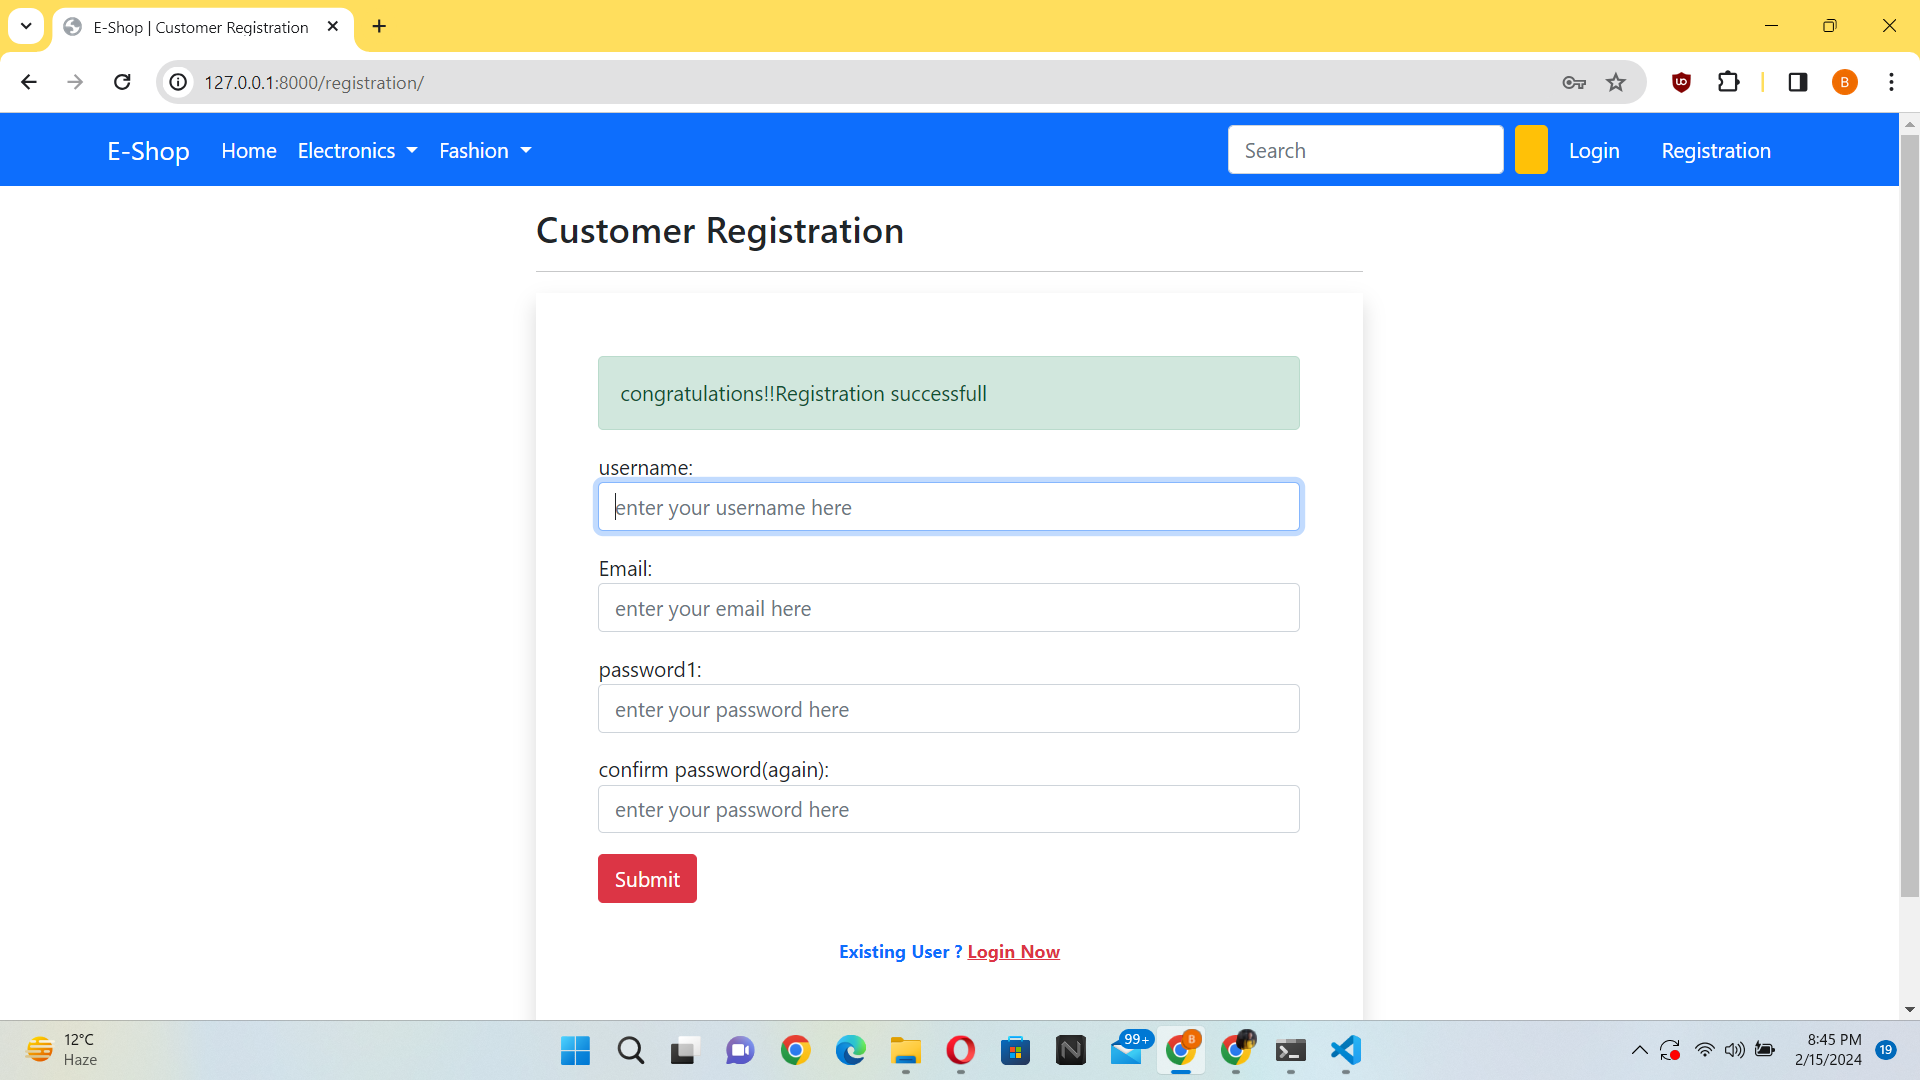 E-Shop | Customer Registration
127.0.0.1:8000/registration/
B
E-Shop Home Electronics Fashion Search Login Registration
Customer Registration
congratulations!!Registration successfull
username:
enter your username here
Email:
enter your email here
password1:
enter your password here
confirm password(again):
enter your password here
Submit
Existing User ? Login Now
12°C
Haze
99+
B
8:45 PM
2/15/2024
19